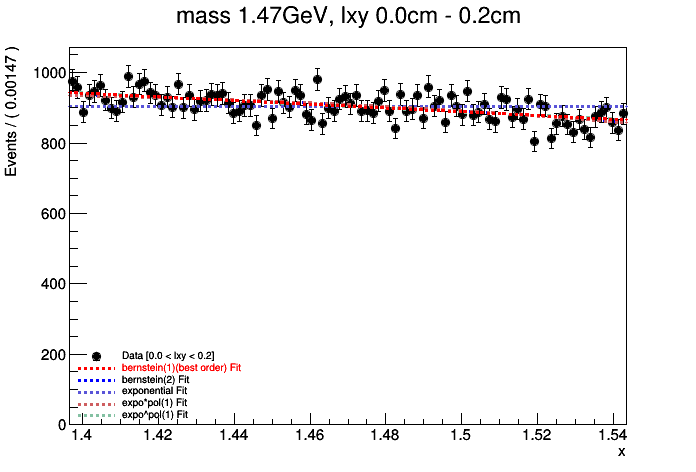 mass 1.47GeV, lxy 0.0cm - 0.2cm
Events / ( 0.00147 )
1000
800
600
400
200
0
Data [0.0 < lxy < 0.2]
bernstein(1)(best order) Fit
bernstein(2) Fit
exponential Fit
expo*pol(1) Fit
expo^pol(1) Fit
1.4 1.42 1.44 1.46 1.48 1.5 1.52 1.54
x